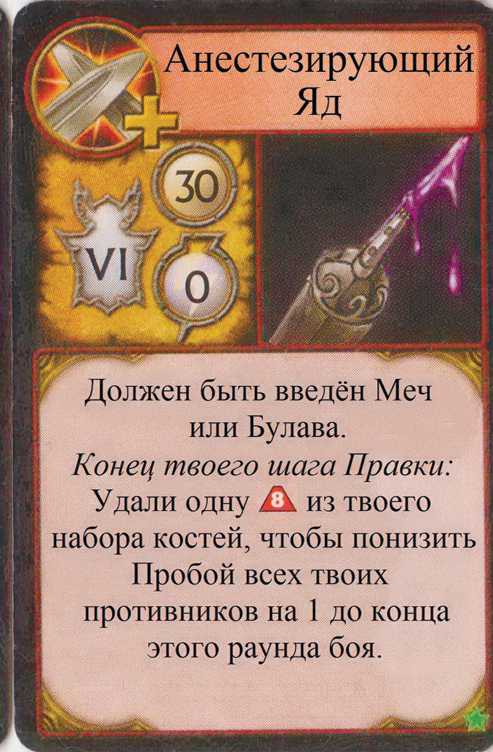 Анестезирующий
Яд
30
VI
0
Должен быть введён Меч
или Булава.
Конец твоего шага Правки:
Удали одну 8 из твоего
набора костей, чтобы понизить
Пробой всех твоих
противников на 1 до конца
этого раунда боя.